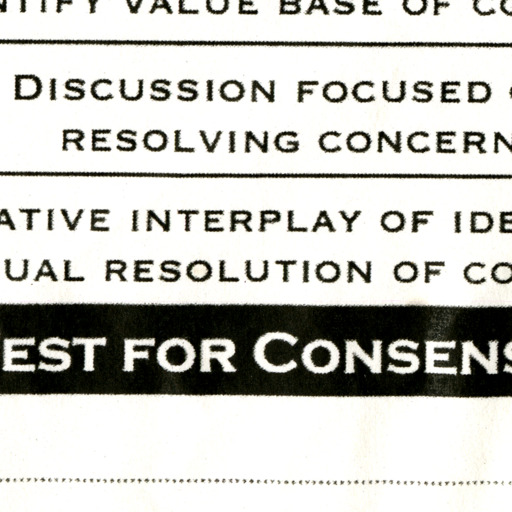 NTIFY VALUE BASE OF CO
DISCUSSION FOCUSED
RESOLVING CONCERN
ATIVE INTERPLAY OF IDE
UAL RESOLUTION OF CO
EST FOR CONSENS